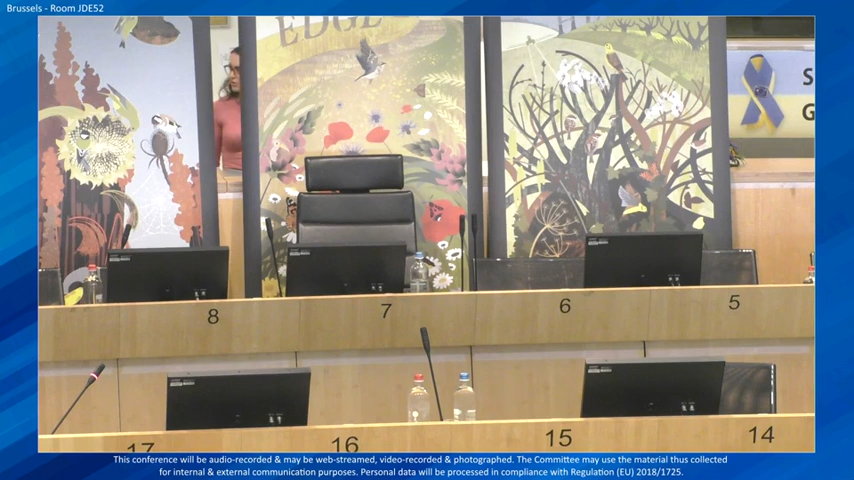 Brussels - Room JDE52
EDGE
S
G
8
7
6
5
17
16
15
14
This conference will be audio-recorded & may be web-streamed, video-recorded & photographed. The Committee may use the material thus collected
for internal & external communication purposes. Personal data will be processed in compliance with Regulation (EU) 2018/1725.